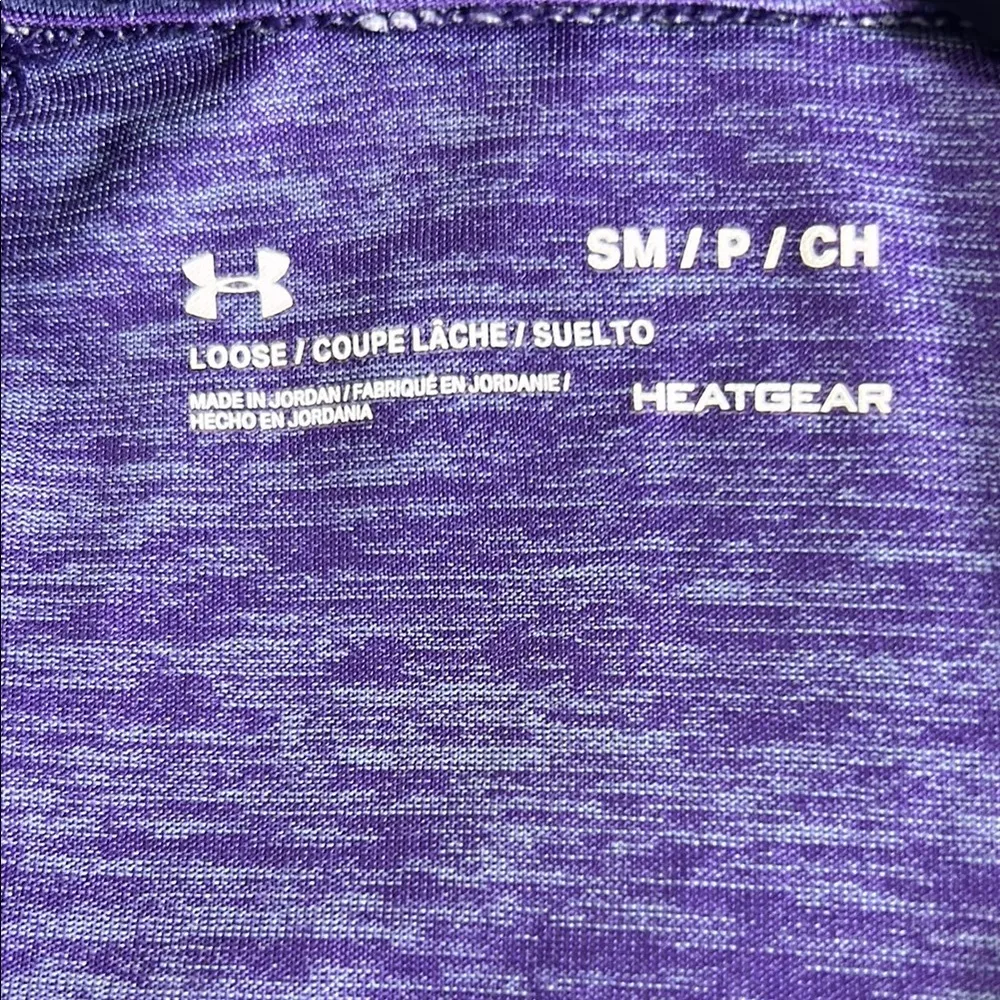 SM / P / CH
LOOSE / COUPE LÂCHE / SUELTO
MADE IN JORDAN / FABRIQUÉ EN JORDANIE /
HECHO EN JORDANIA
HEATGEAR